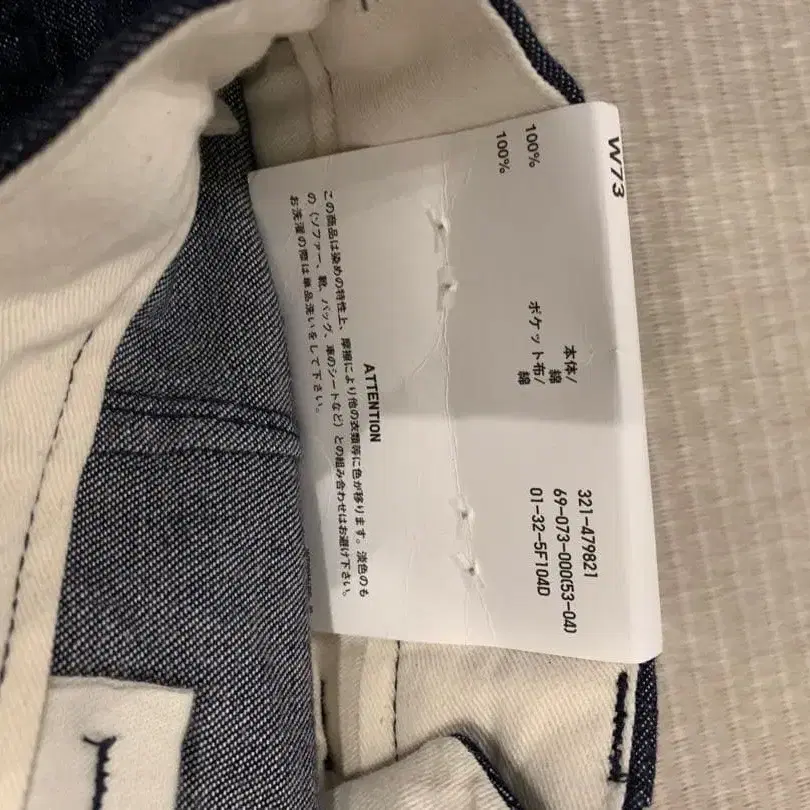 W73
321-479821
69-073-000(53-04)
01-32-5F104D
本体/
綿 100%
ポケット布/
綿 100%
ATTENTION
この商品は染めの特性上、摩擦により他の衣類等に色が移ります。淡色のも
の（ソファー、靴、バッグ、車のシートなど）との組み合わせはお避け下さい。
お洗濯の際は単品洗いをして下さい。